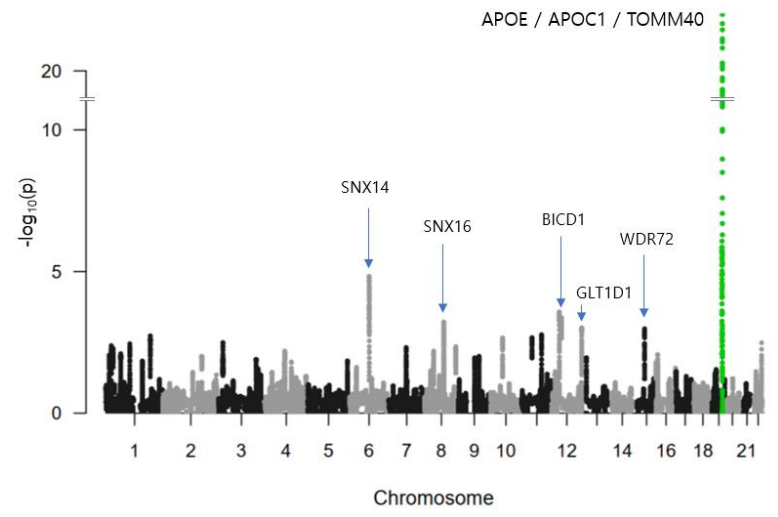 APOE / APOC1 / TOMM40
20
10
SNX14
SNX16
BICD1
WDR72
GLT1D1
5
0
-log10(p)
1 2 3 4 5 6 7 8 9 10 12 14 16 18 21
Chromosome